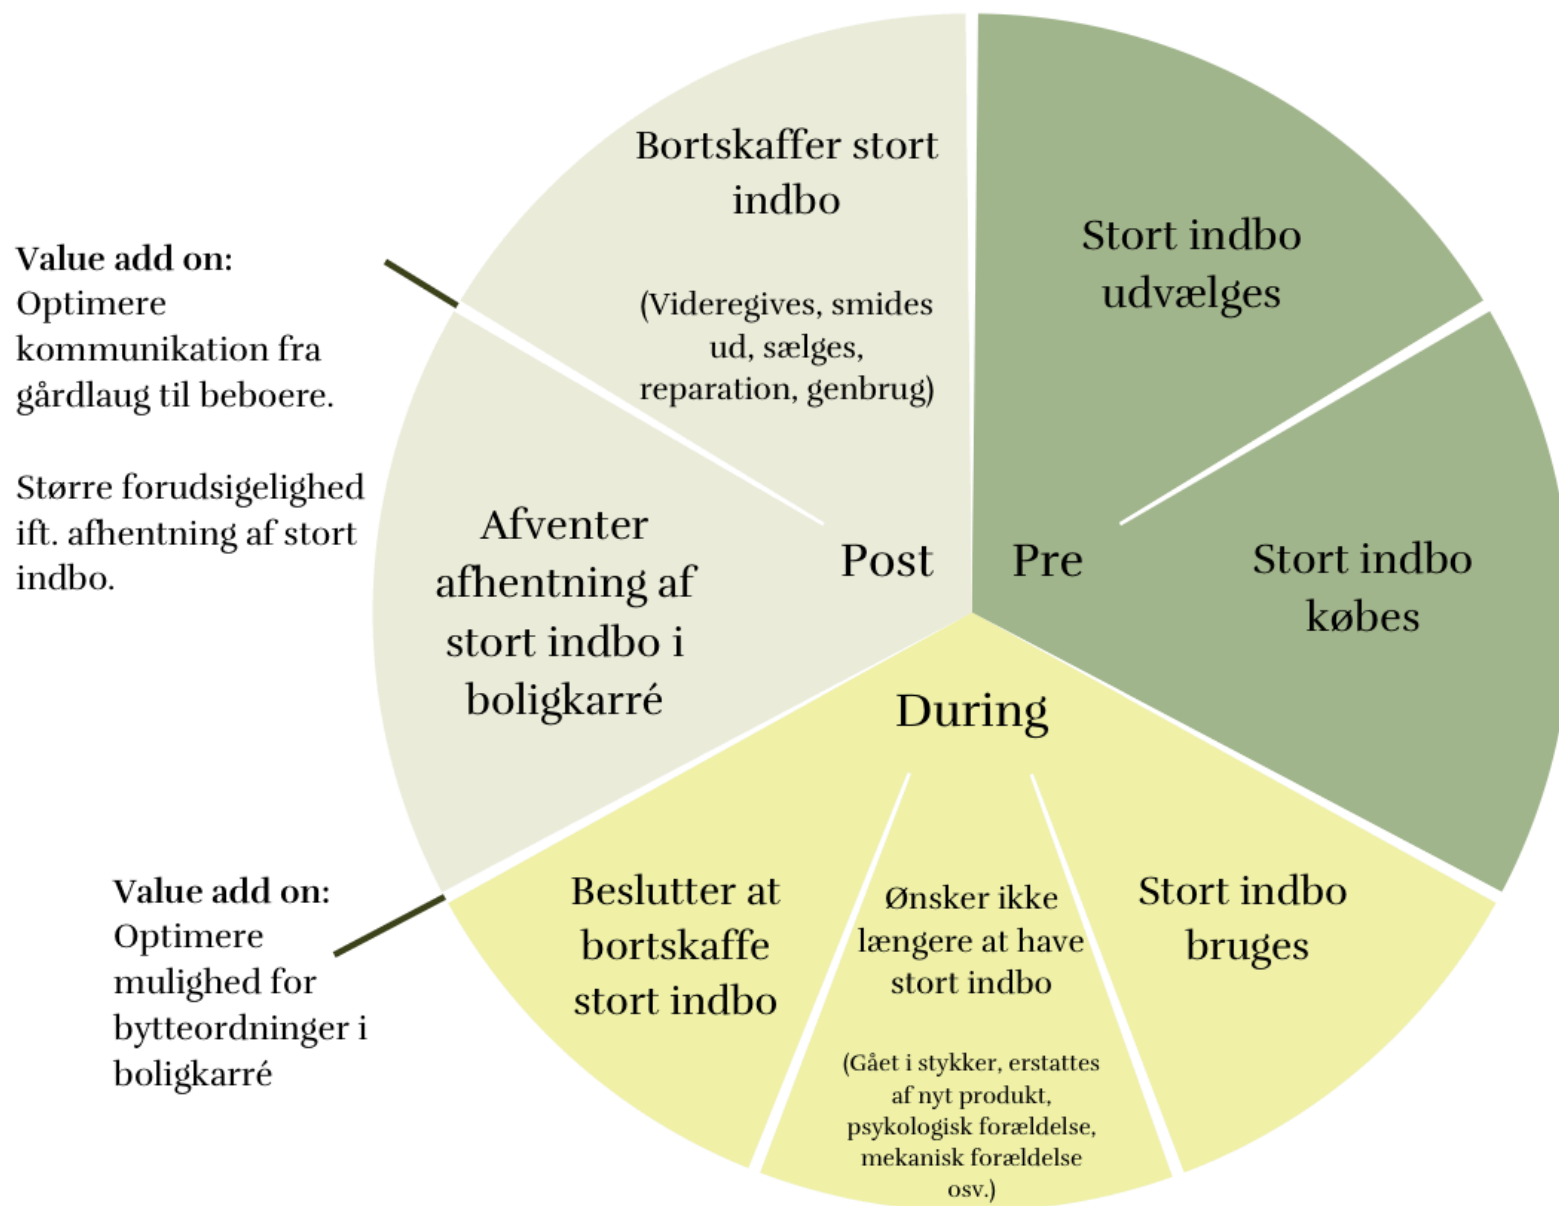 Bortskaffer stort
indbo
(Videregives, smides
ud, sælges,
reparation, genbrug)
Stort indbo
udvælges
Value add on:
Optimere
kommunikation fra
gårdlaug til beboere.
Større forudsigelighed
ift. afhentning af stort
indbo.
Afventer
afhentning af
stort indbo i
boligkarré
Post
Pre
Stort indbo
købes
During
Value add on:
Optimere
mulighed for
bytteordninger i
boligkarré
Beslutter at
bortskaffe
stort indbo
Ønsker ikke
længere at have
stort indbo
(Gået i stykker, erstattes
af nyt produkt,
psykologisk forældelse,
mekanisk forældelse
osv.)
Stort indbo
bruges